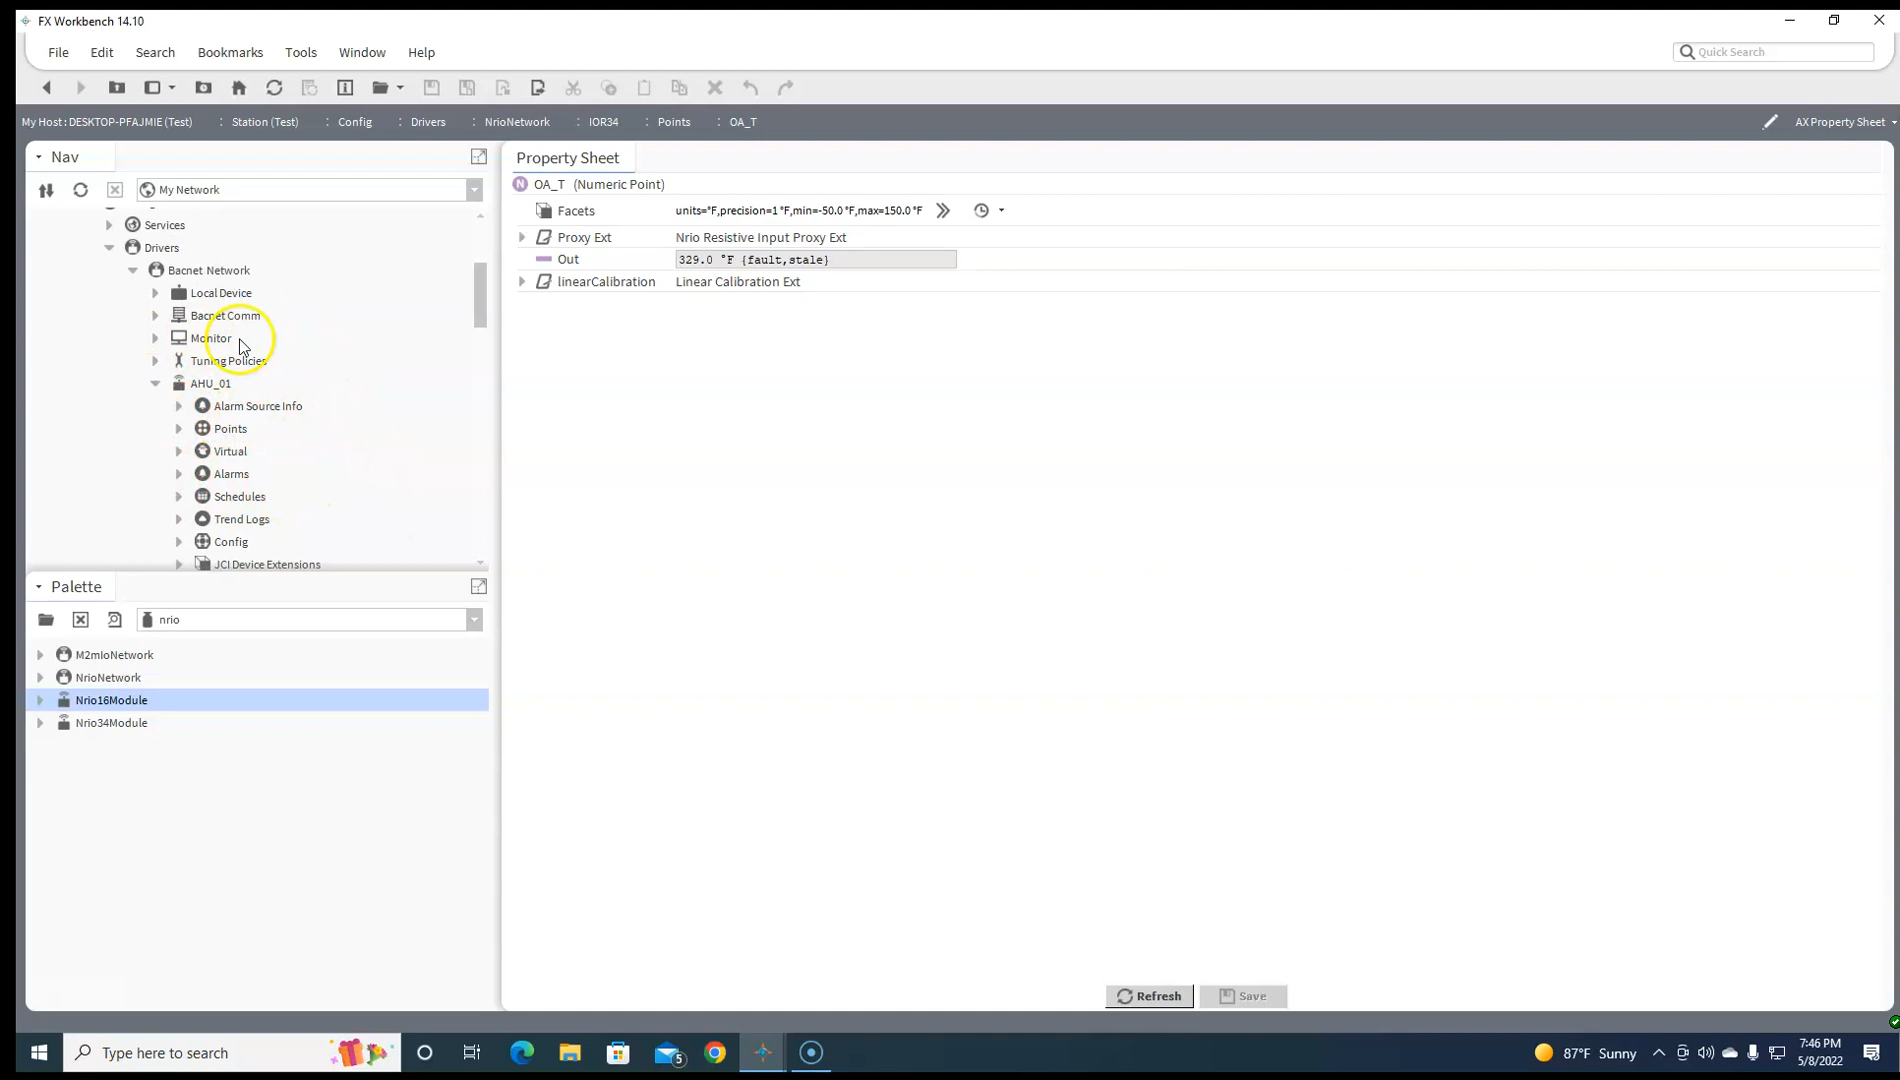 FX Workbench 14.10
File Edit Search Bookmarks Tools Window Help
Quick Search
My Host : DESKTOP-PFAJMIE (Test) : Station (Test) : Config : Drivers : NrioNetwork : IOR34 : Points : OA_T
AX Property Sheet
Nav
My Network
Services
Drivers
Bacnet Network
Local Device
Bacnet Comm
Monitor
Tuning Policies
AHU_01
Alarm Source Info
Points
Virtual
Alarms
Schedules
Trend Logs
Config
JCI Device Extensions
Palette
nrio
M2mIoNetwork
NrioNetwork
Nrio16Module
Nrio34Module
Property Sheet
N OA_T (Numeric Point)
Facets units=°F,precision=1 °F,min=-50.0 °F,max=150.0 °F
Proxy Ext Nrio Resistive Input Proxy Ext
Out 329.0 °F {fault,stale}
linearCalibration Linear Calibration Ext
Refresh Save
Type here to search
5
87°F Sunny
7:46 PM
5/8/2022